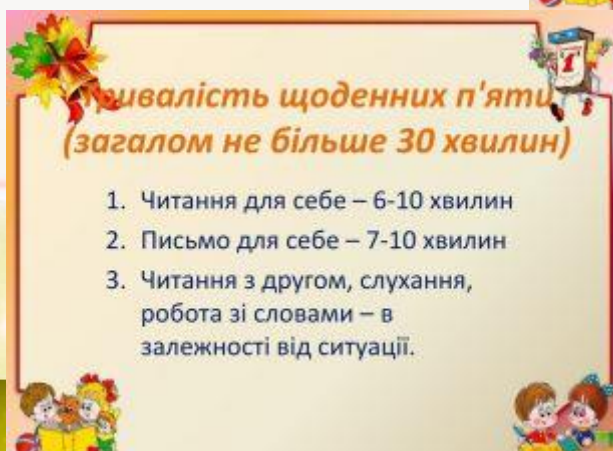 Тривалість щоденних п'яти
(загалом не більше 30 хвилин)
1. Читання для себе – 6-10 хвилин
2. Письмо для себе – 7-10 хвилин
3. Читання з другом, слухання,
робота зі словами – в
залежності від ситуації.
1